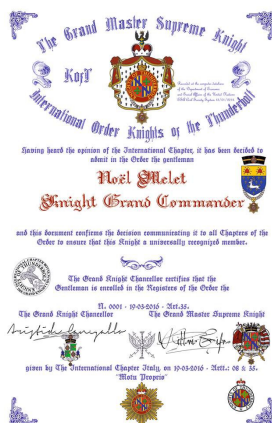 The Grand Master Supreme Knight
KofT
International Order Knights of the Thunderbolt
having heard the opinion of the International Chapter, it has been decided to
admit in the Order the gentleman
Noël Melet
Knight Grand Commander
and this document confirms the decision communicating it to all Chapters of the
Order to ensure that this Knight a universally recognized member.
The Grand Knight Chancellor certifies that the
Gentleman is enrolled in the Registers of the Order the
N. 0001 - 19-03-2016 - Art.38.
The Grand Knight Chancellor The Grand Master Supreme Knight
given by The International Chapter Italy, on 19-03-2016 - Artt.: 08 & 35.
"Motu Proprio"